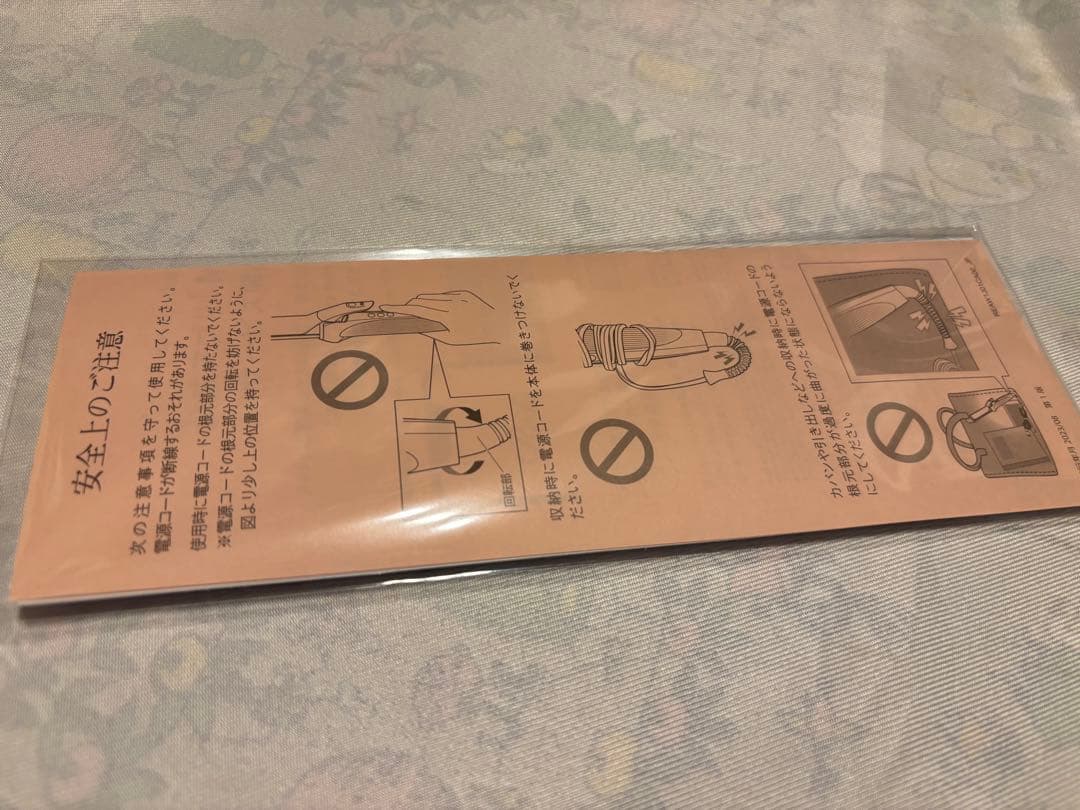 安全上のご注意
次の注意事項を守って使用してください。
電源コードが断線するおそれがあります。
使用時に電源コードの根元部分を持たないでください。
※電源コードの根元部分の回転を妨げないように、
図より少し上の位置を持ってください。
回転部
収納時に電源コードを本体に巻きつけないでく
ださい。
カバンや引き出しなどへの収納時に電源コードの
根元部分が過度に曲がった状態にならないよう
にしてください。
2023/08 第1版